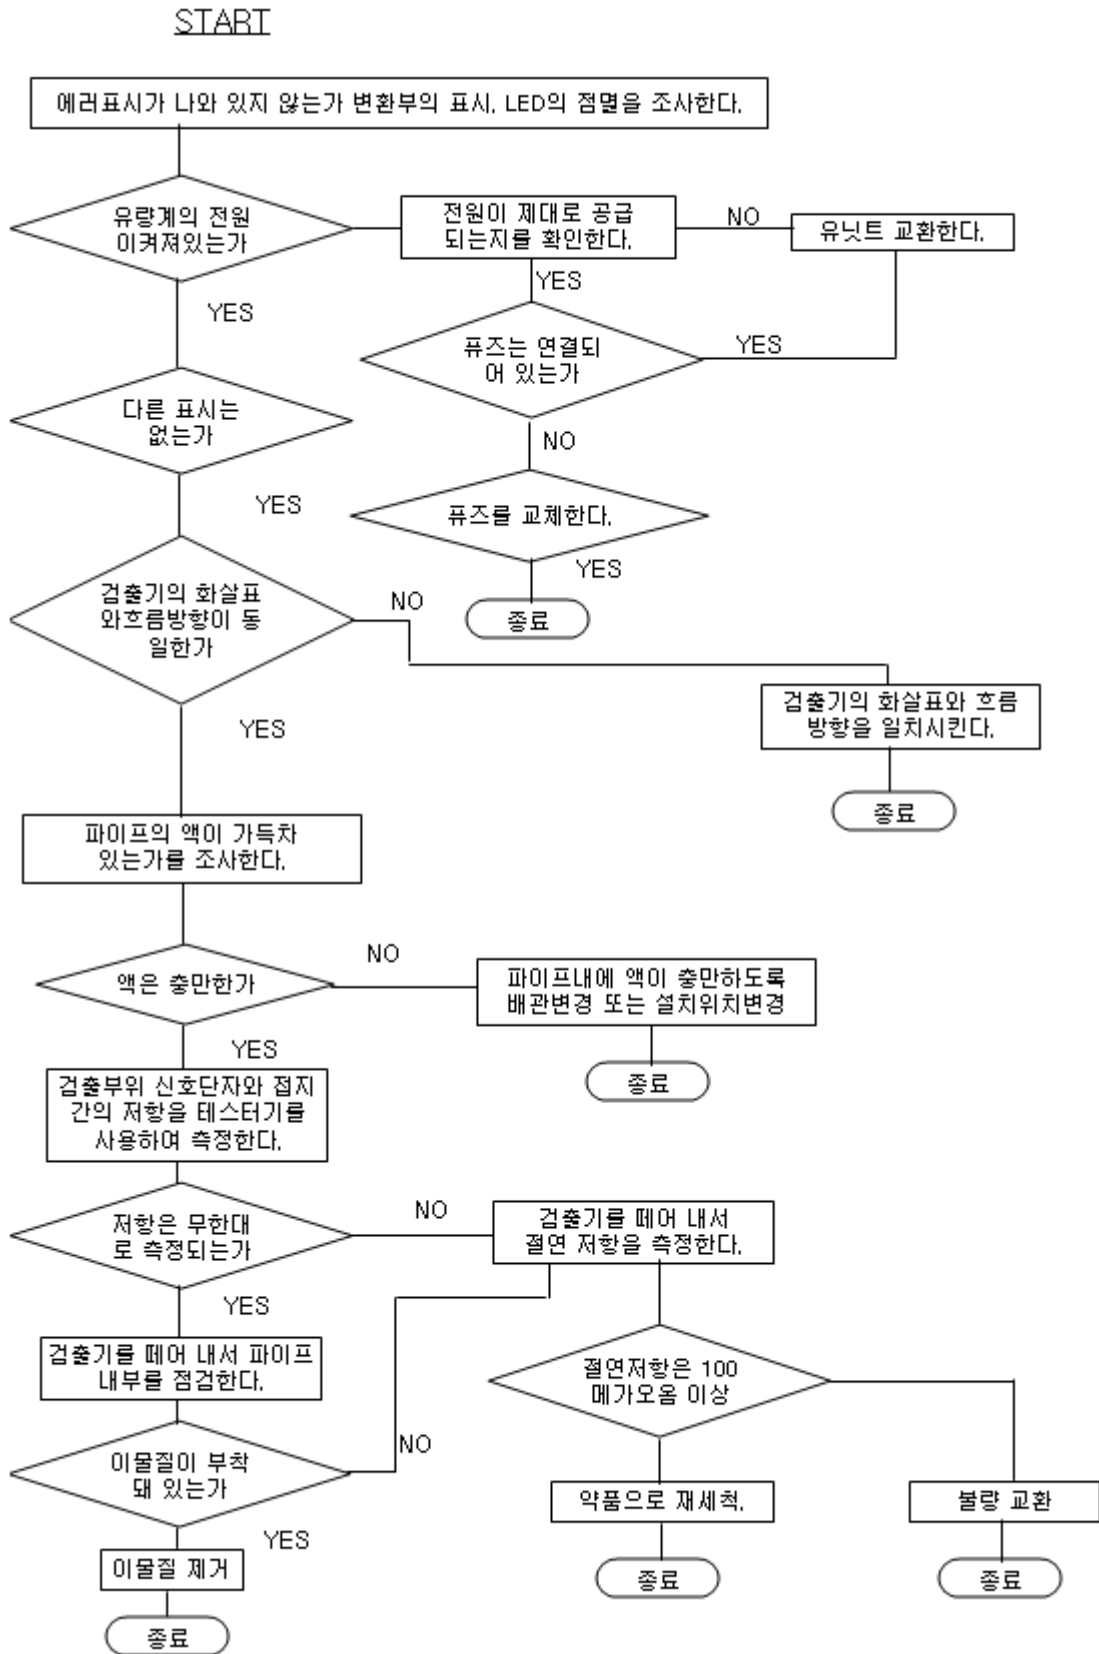 START
에러표시가 나와 있지 않는가 변환부의 표시, LED의 점멸을 조사한다.
유량계의 전원
이켜져있는가
전원이 제대로 공급
되는지를 확인한다.
NO
유닛트 교환한다.
YES
YES
퓨즈는 연결되
어 있는가
YES
다른 표시는
없는가
NO
YES
퓨즈를 교체한다.
YES
종료
검출기의 화살표
와흐름방향이 동
일한가
NO
검출기의 화살표와 흐름
방향을 일치시킨다.
YES
종료
파이프의 액이 가득차
있는가를 조사한다.
액은 충만한가
NO
파이프내에 액이 충만하도록
배관변경 또는 설치위치변경
YES
종료
검출부위 신호단자와 접지
간의 저항을 테스터기를
사용하여 측정한다.
저항은 무한대
로 측정되는가
NO
검출기를 떼어 내서
절연 저항을 측정한다.
YES
검출기를 떼어 내서 파이프
내부를 점검한다.
절연저항은 100
메가오옴 이상
이물질이 부착
돼 있는가
NO
YES
약품으로 재세척.
불량 교환
이물질 제거
종료
종료
종료